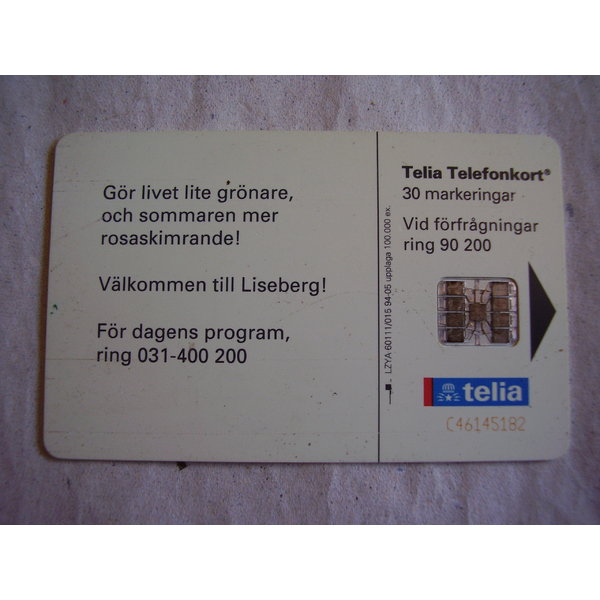 Gör livet lite grönare,
och sommaren mer
rosaskimrande!
Välkommen till Liseberg!
För dagens program,
ring 031-400 200
LZYA 60111/015 94-05 upplaga 100.000 ex.
Telia Telefonkort®
30 markeringar
Vid förfrågningar
ring 90 200
telia
C46145182